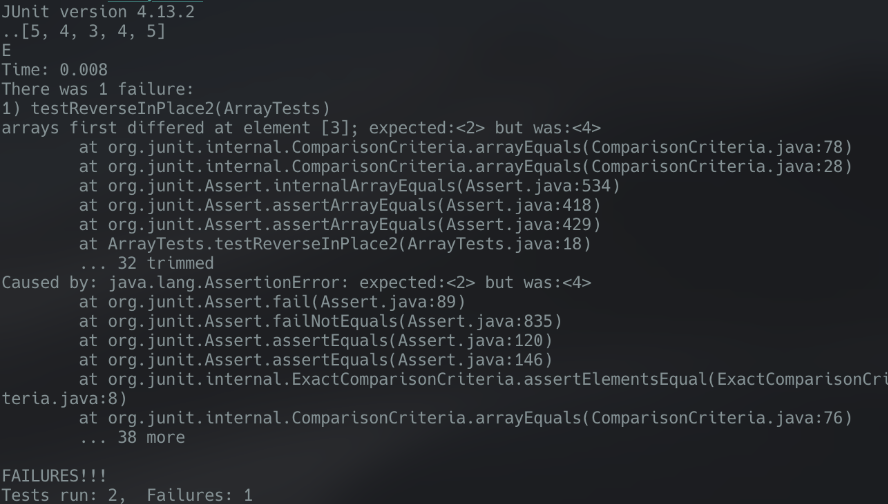 JUnit version 4.13.2
..[5, 4, 3, 4, 5]
E
Time: 0.008
There was 1 failure:
1) testReverseInPlace2(ArrayTests)
arrays first differed at element [3]; expected:<2> but was:<4>
        at org.junit.internal.ComparisonCriteria.arrayEquals(ComparisonCriteria.java:78)
        at org.junit.internal.ComparisonCriteria.arrayEquals(ComparisonCriteria.java:28)
        at org.junit.Assert.internalArrayEquals(Assert.java:534)
        at org.junit.Assert.assertArrayEquals(Assert.java:418)
        at org.junit.Assert.assertArrayEquals(Assert.java:429)
        at ArrayTests.testReverseInPlace2(ArrayTests.java:18)
        ... 32 trimmed
Caused by: java.lang.AssertionError: expected:<2> but was:<4>
        at org.junit.Assert.fail(Assert.java:89)
        at org.junit.Assert.failNotEquals(Assert.java:835)
        at org.junit.Assert.assertEquals(Assert.java:120)
        at org.junit.Assert.assertEquals(Assert.java:146)
        at org.junit.internal.ExactComparisonCriteria.assertElementsEqual(ExactComparisonCri
teria.java:8)
        at org.junit.internal.ComparisonCriteria.arrayEquals(ComparisonCriteria.java:76)
        ... 38 more
FAILURES!!!
Tests run: 2,  Failures: 1